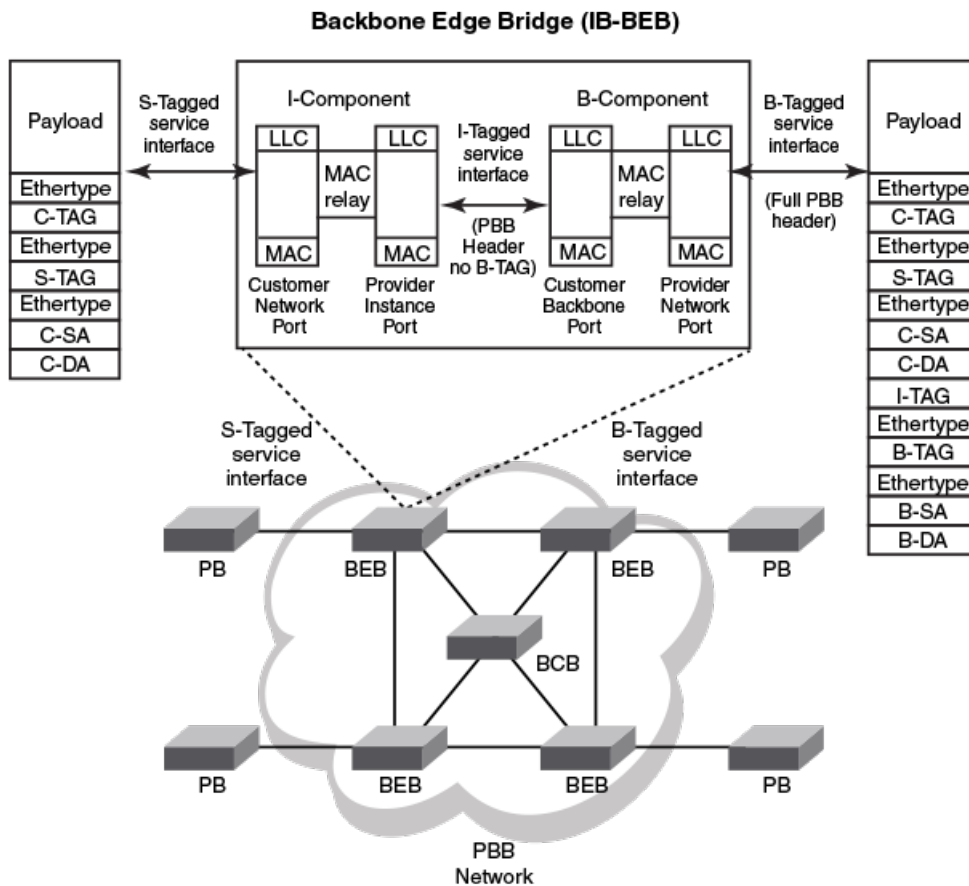 Backbone Edge Bridge (IB-BEB)
Payload
Ethertype
C-TAG
Ethertype
S-TAG
Ethertype
C-SA
C-DA
S-Tagged
service
interface
I-Component
LLC
LLC
MAC
relay
MAC
MAC
Customer
Network
Port
Provider
Instance
Port
I-Tagged
service
interface
(PBB
Header
no B-TAG)
B-Component
LLC
LLC
MAC
relay
MAC
MAC
Customer
Backbone
Port
Provider
Network
Port
B-Tagged
service
interface
(Full PBB
header)
Payload
Ethertype
C-TAG
Ethertype
S-TAG
Ethertype
C-SA
C-DA
I-TAG
Ethertype
B-TAG
Ethertype
B-SA
B-DA
S-Tagged
service
interface
B-Tagged
service
interface
PB
BEB
BEB
PB
BCB
PB
BEB
BEB
PB
PBB
Network